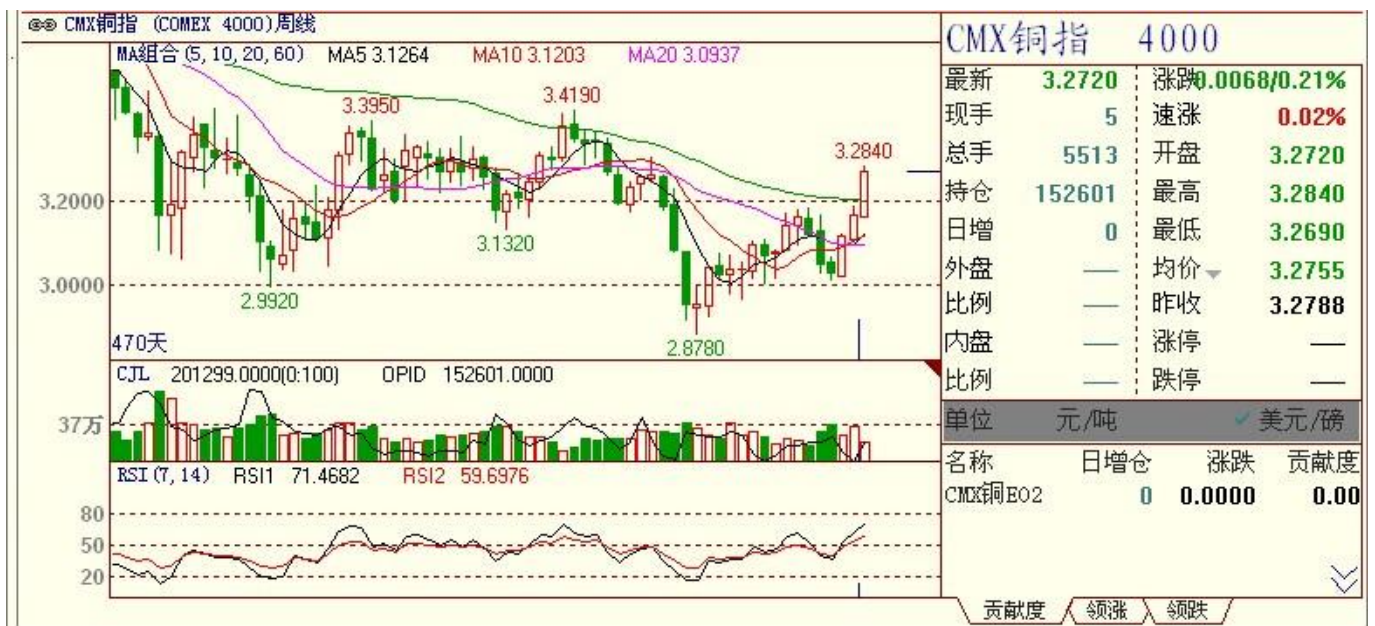 CMX铜指 (COMEX 4000)周线
MA组合(5,10,20,60) MA5 3.1264 MA10 3.1203 MA20 3.0937
3.3950
3.4190
3.2840
3.2000
3.1320
3.0000
2.9920
2.8780
470天
CJL 201299.0000(0:100) OPID 152601.0000
37万
RSI(7,14) RSI1 71.4682 RSI2 59.6976
80
50
20
CMX铜指 4000
最新 3.2720 涨跌0.0068/0.21%
现手 5 速涨 0.02%
总手 5513 开盘 3.2720
持仓 152601 最高 3.2840
日增 0 最低 3.2690
外盘 — 均价 3.2755
比例 — 昨收 3.2788
内盘 — 涨停 —
比例 — 跌停 —
单位 元/吨 美元/磅
名称 日增仓 涨跌 贡献度
CMX铜E02 0 0.0000 0.00
贡献度 领涨 领跌